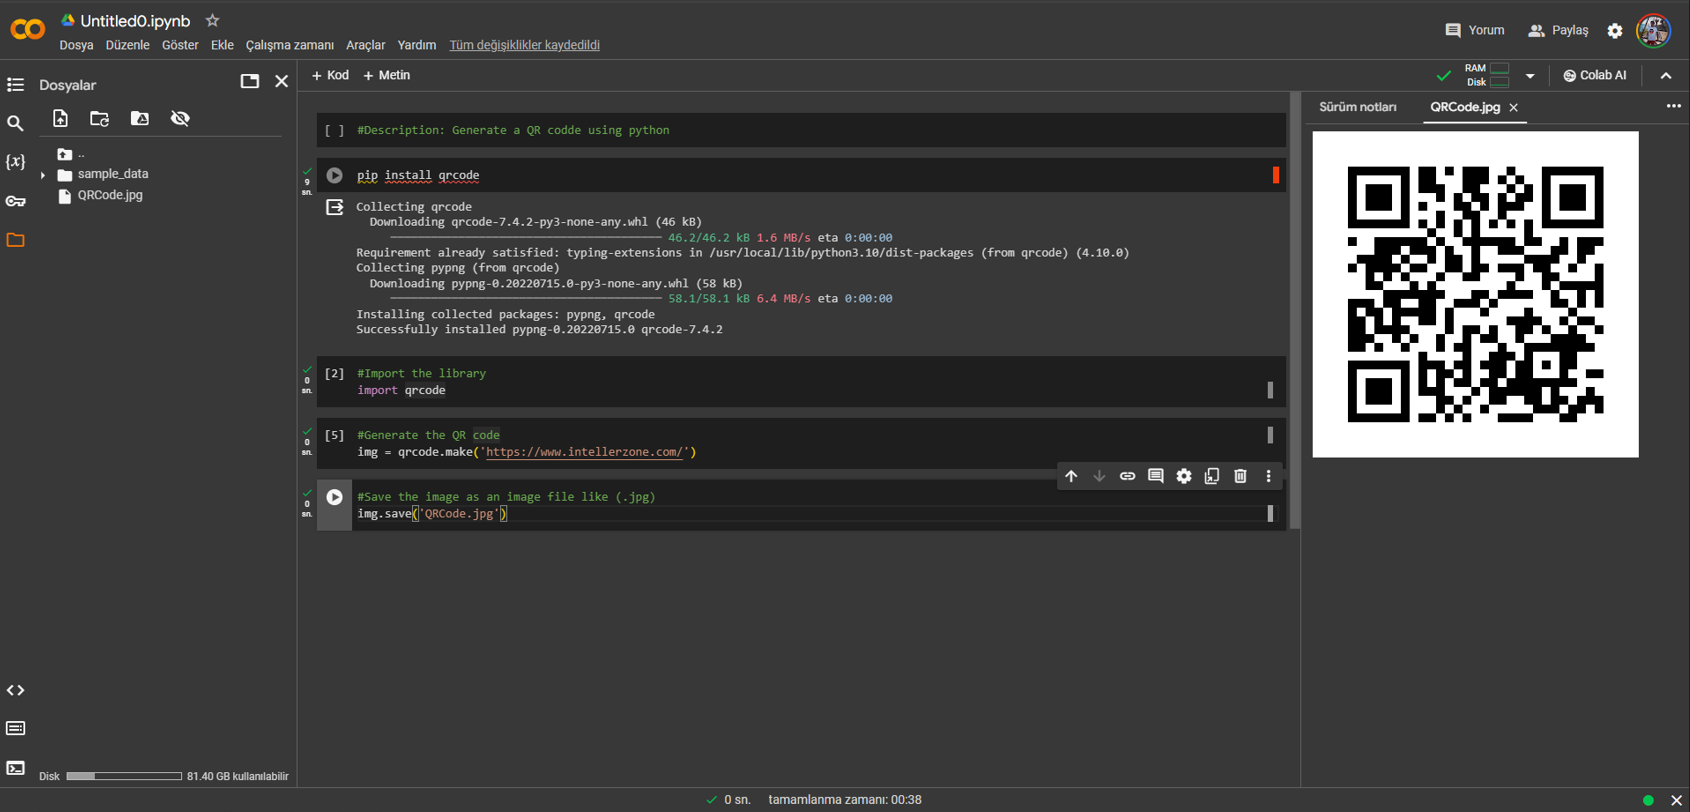 Untitled0.ipynb
Dosya Düzenle Göster Ekle Çalışma zamanı Araçlar Yardım Tüm değişiklikler kaydedildi
Yorum Paylaş
Dosyalar
+ Kod + Metin
RAM
Disk
Colab AI
..
sample_data
QRCode.jpg
{x}
[ ] #Description: Generate a QR codde using python
9
sn.
pip install qrcode
Collecting qrcode
Downloading qrcode-7.4.2-py3-none-any.whl (46 kB)
46.2/46.2 kB 1.6 MB/s eta 0:00:00
Requirement already satisfied: typing-extensions in /usr/local/lib/python3.10/dist-packages (from qrcode) (4.10.0)
Collecting pypng (from qrcode)
Downloading pypng-0.20220715.0-py3-none-any.whl (58 kB)
58.1/58.1 kB 6.4 MB/s eta 0:00:00
Installing collected packages: pypng, qrcode
Successfully installed pypng-0.20220715.0 qrcode-7.4.2
0
sn.
[2] #Import the library
import qrcode
0
sn.
[5] #Generate the QR code
img = qrcode.make('https://www.intellerzone.com/')
0
sn.
#Save the image as an image file like (.jpg)
img.save('QRCode.jpg')
Sürüm notları QRCode.jpg
Disk 81.40 GB kullanılabilir
0 sn. tamamlanma zamanı: 00:38